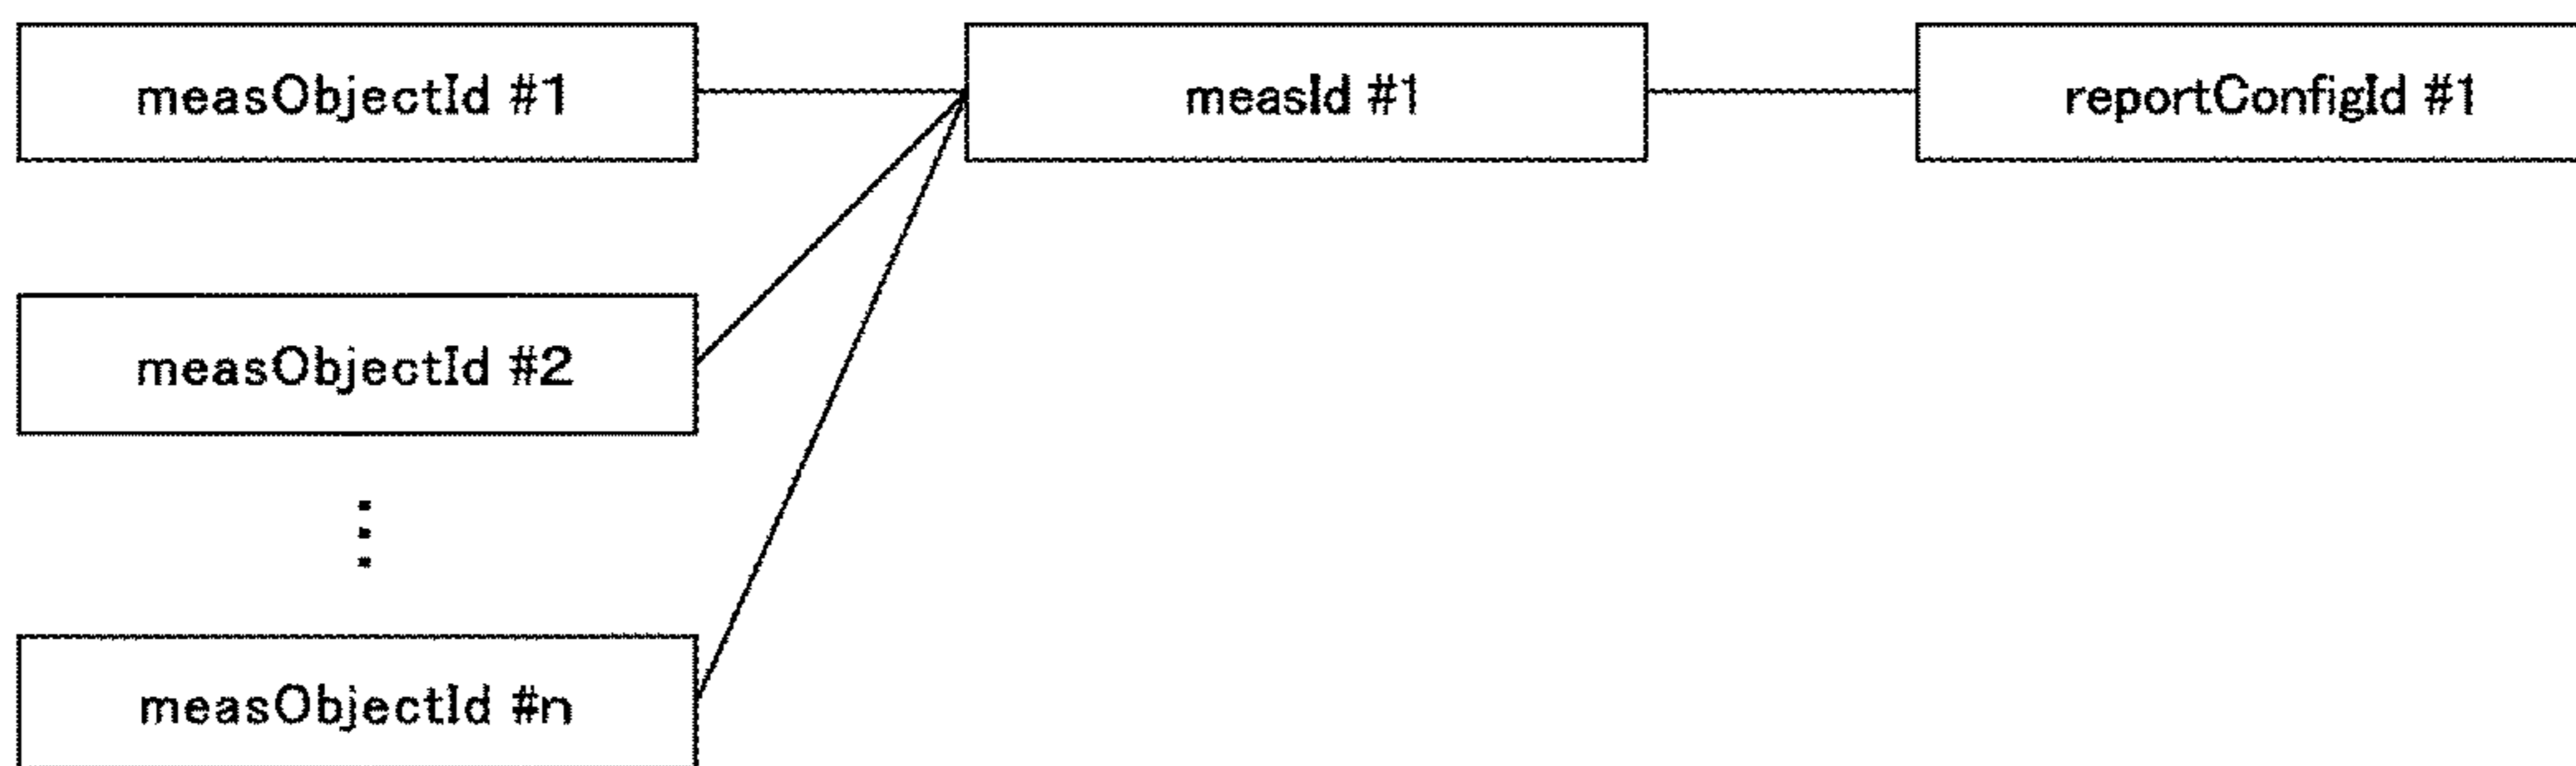 measObjectId #1
measId #1
reportConfigId #1
measObjectId #2
measObjectId #n